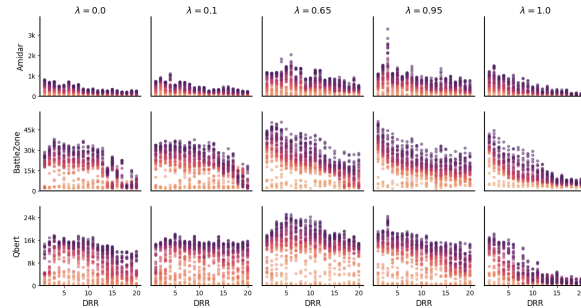 λ = 0.0 λ = 0.1 λ = 0.65 λ = 0.95 λ = 1.0
Amidar
3k
2k
1k
0
BattleZone
45k
30k
15k
0
Qbert
24k
16k
8k
0
5 10 15 20 5 10 15 20 5 10 15 20 5 10 15 20 5 10 15 20
DRR DRR DRR DRR DRR